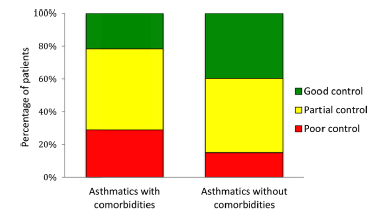 100%
80%
60%
40%
20%
0%
Percentage of patients
Good control
Partial control
Poor control
Asthmatics with
comorbidities
Asthmatics without
comorbidities